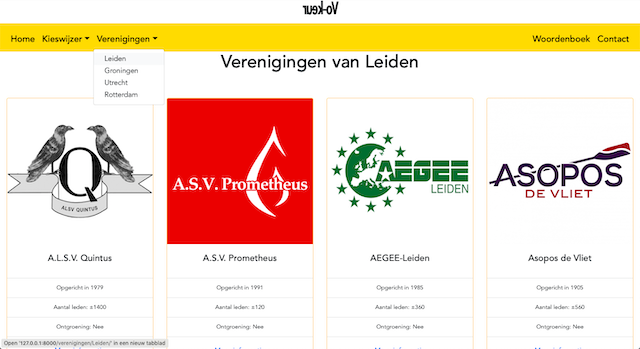 Vo-keur
Home Kieswijzer Verenigingen Woordenboek Contact
Leiden
Groningen
Utrecht
Rotterdam
Verenigingen van Leiden
Q
ALSV QUINTUS
A.S.V. Prometheus
AEGEE
LEIDEN
ASOPOS
DE VLIET
A.L.S.V. Quintus
Opgericht in 1979
Aantal leden: ±1400
Ontgroening: Nee
A.S.V. Prometheus
Opgericht in 1991
Aantal leden: ±120
Ontgroening: Nee
AEGEE-Leiden
Opgericht in 1985
Aantal leden: ±360
Ontgroening: Nee
Asopos de Vliet
Opgericht in 1905
Aantal leden: ±560
Ontgroening: Nee
Open "127.0.0.1:8000/verenigingen/Leiden/" in een nieuw tabblad